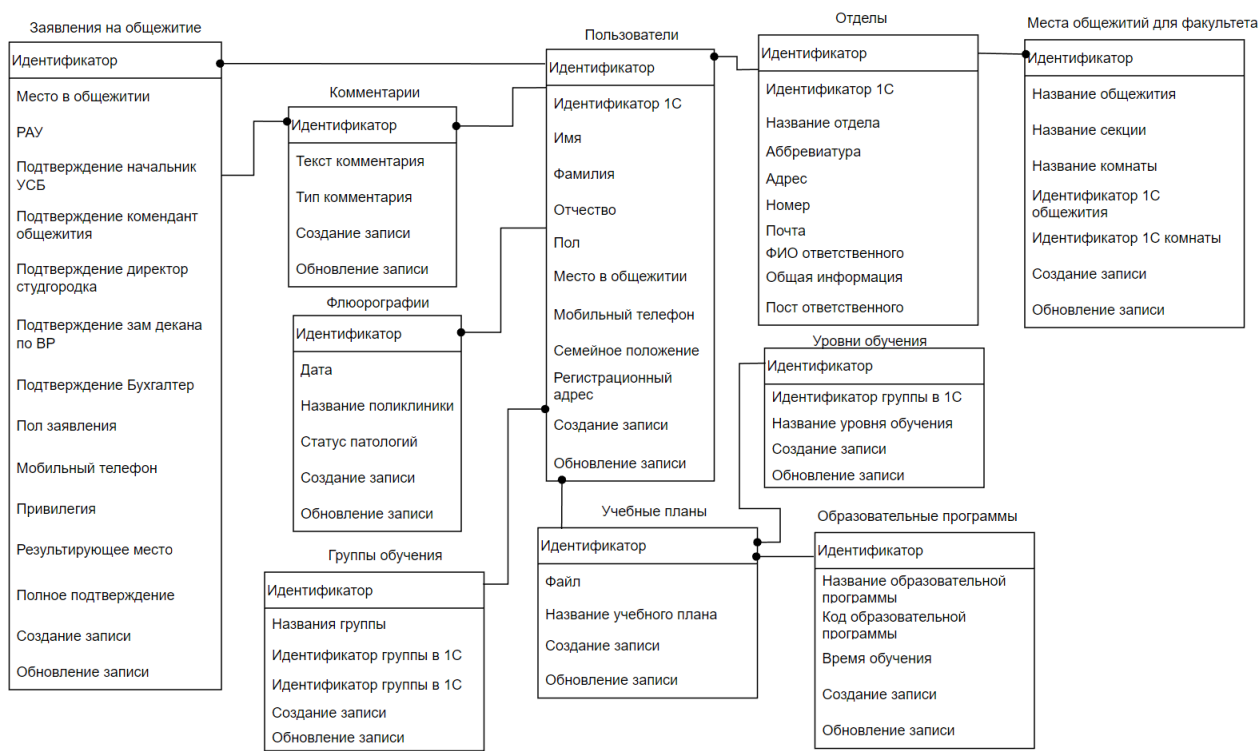 Заявления на общежитие
Идентификатор
Место в общежитии
РАУ
Подтверждение начальник
УСБ
Подтверждение комендант
общежития
Подтверждение директор
студгородка
Подтверждение зам декана
по ВР
Подтверждение Бухгалтер
Пол заявления
Мобильный телефон
Привилегия
Результирующее место
Полное подтверждение
Создание записи
Обновление записи
Комментарии
Идентификатор
Текст комментария
Тип комментария
Создание записи
Обновление записи
Флюорографии
Идентификатор
Дата
Название поликлиники
Статус патологий
Создание записи
Обновление записи
Группы обучения
Идентификатор
Названия группы
Идентификатор группы в 1С
Идентификатор группы в 1С
Создание записи
Обновление записи
Пользователи
Идентификатор
Идентификатор 1С
Имя
Фамилия
Отчество
Пол
Место в общежитии
Мобильный телефон
Семейное положение
Регистрационный
адрес
Создание записи
Обновление записи
Учебные планы
Идентификатор
Файл
Название учебного плана
Создание записи
Обновление записи
Отделы
Идентификатор
Идентификатор 1С
Название отдела
Аббревиатура
Адрес
Номер
Почта
ФИО ответственного
Общая информация
Пост ответственного
Уровни обучения
Идентификатор
Идентификатор группы в 1С
Название уровня обучения
Создание записи
Обновление записи
Образовательные программы
Идентификатор
Название образовательной
программы
Код образовательной
программы
Время обучения
Создание записи
Обновление записи
Места общежитий для факультета
Идентификатор
Название общежития
Название секции
Название комнаты
Идентификатор 1С
общежития
Идентификатор 1С комнаты
Создание записи
Обновление записи